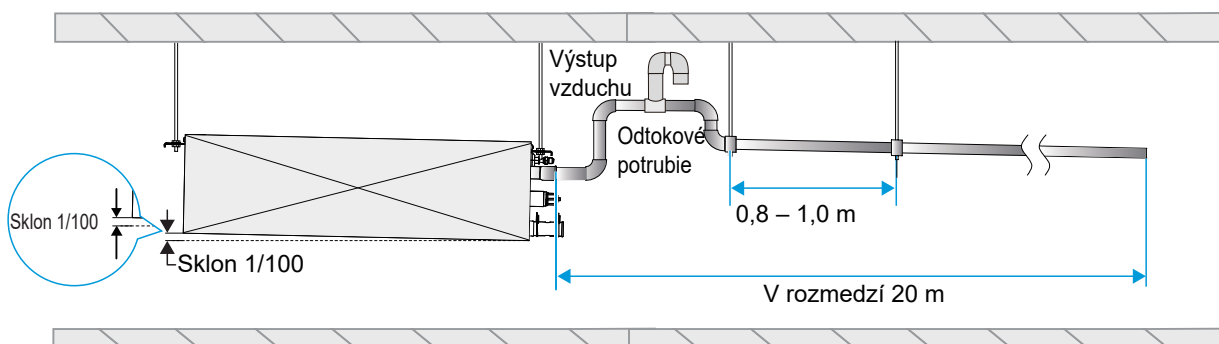 Výstup
vzduchu
Odtokové
potrubie
Sklon 1/100
Sklon 1/100
0,8 – 1,0 m
V rozmedzí 20 m